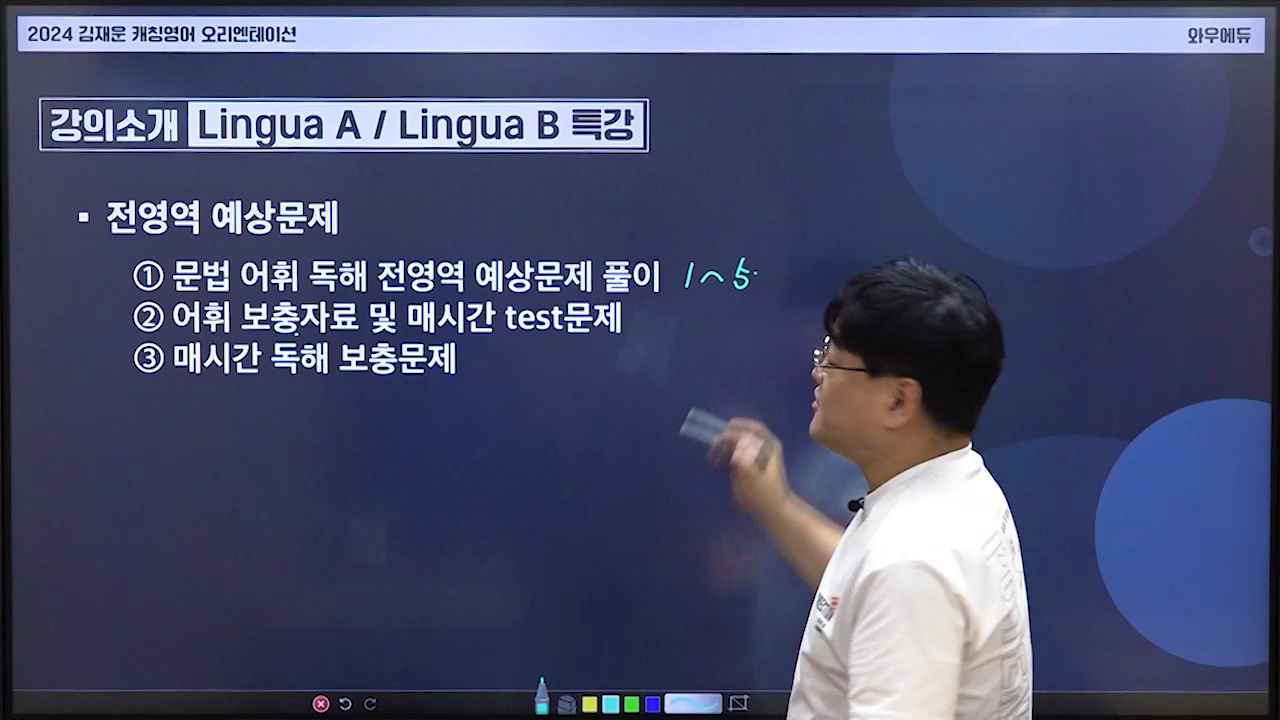 2024 김재운 캐칭영어 오리엔테이션
와우에듀
강의소개 Lingua A / Lingua B 특강
▪ 전영역 예상문제
① 문법 어휘 독해 전영역 예상문제 풀이 1~5
② 어휘 보충자료 및 매시간 test문제
③ 매시간 독해 보충문제